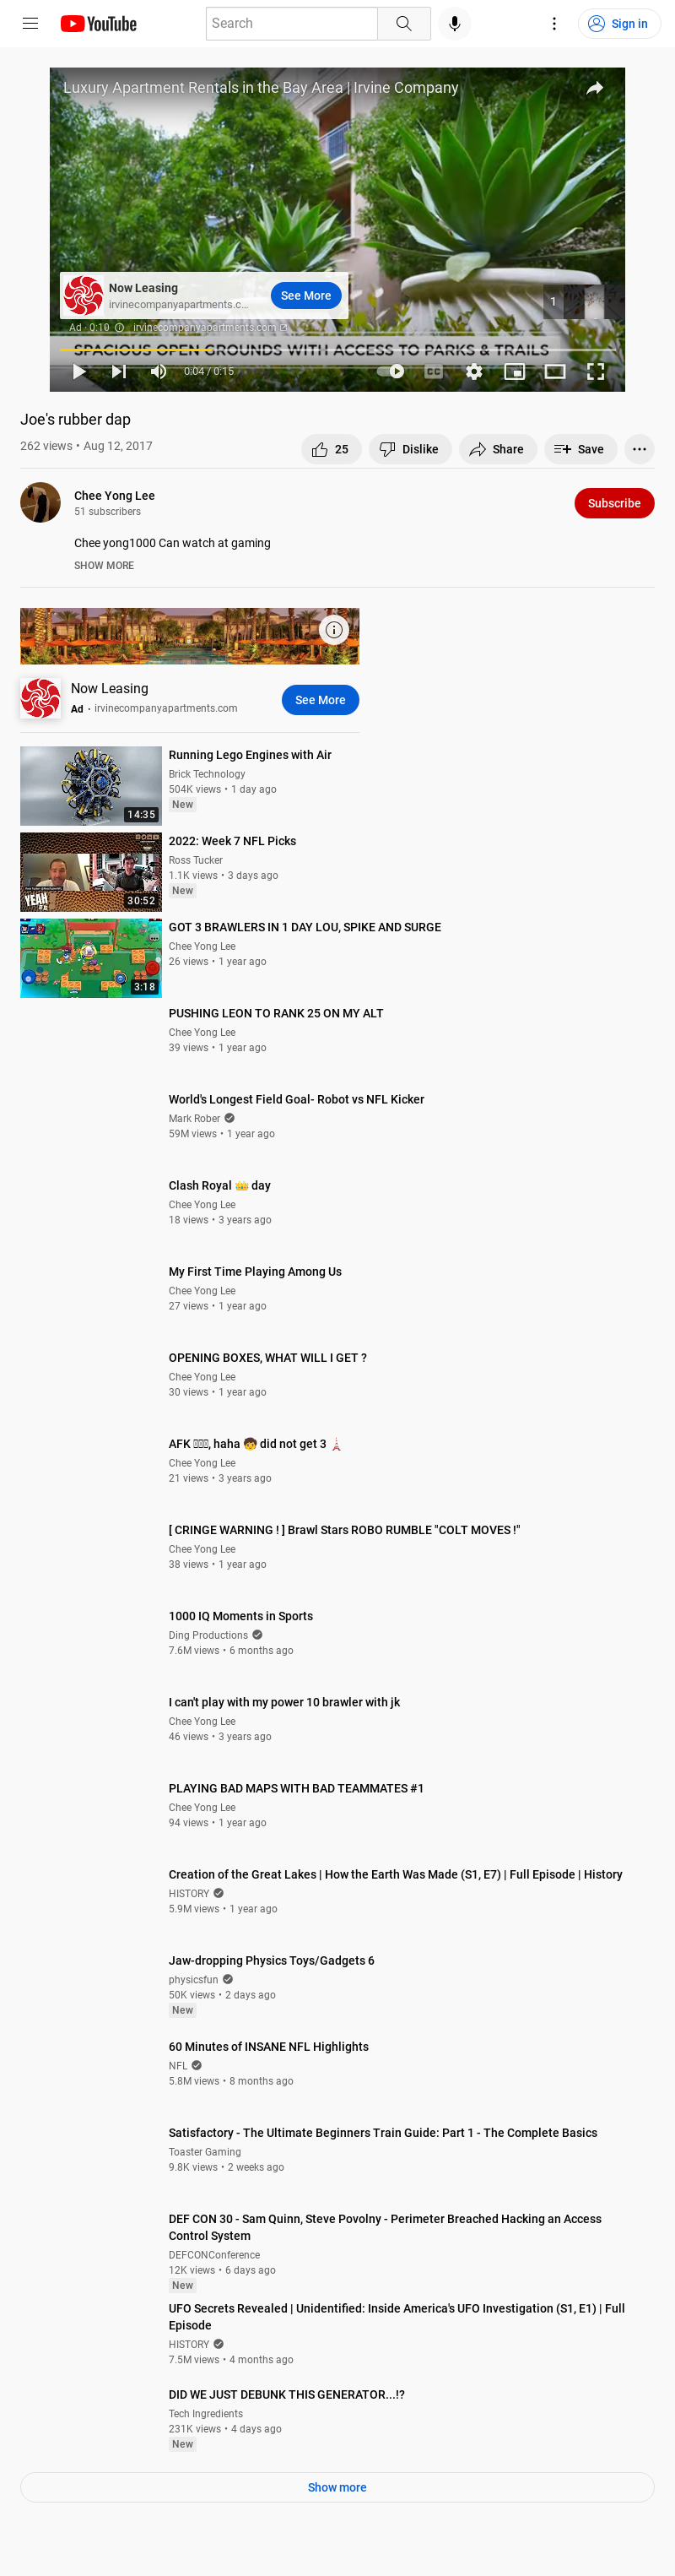 YouTube
Search
Sign in
Luxury Apartment Rentals in the Bay Area | Irvine Company
Now Leasing
irvinecompanyapartments.c...
See More
1
Ad · 0:10 irvinecompanyapartments.com
SPACIOUS OPEN GROUNDS WITH ACCESS TO PARKS & TRAILS
0:04 / 0:15
CC
Joe's rubber dap
262 views • Aug 12, 2017
25
Dislike
Share
Save
Chee Yong Lee
51 subscribers
Subscribe
Chee yong1000 Can watch at gaming
SHOW MORE
Now Leasing
Ad · irvinecompanyapartments.com
See More
Running Lego Engines with Air
Brick Technology
504K views • 1 day ago
New
14:35
2022: Week 7 NFL Picks
Ross Tucker
1.1K views • 3 days ago
New
YEAH
30:52
GOT 3 BRAWLERS IN 1 DAY LOU, SPIKE AND SURGE
Chee Yong Lee
26 views • 1 year ago
3:18
PUSHING LEON TO RANK 25 ON MY ALT
Chee Yong Lee
39 views • 1 year ago
World's Longest Field Goal- Robot vs NFL Kicker
Mark Rober
59M views • 1 year ago
Clash Royal 👑 day
Chee Yong Lee
18 views • 3 years ago
My First Time Playing Among Us
Chee Yong Lee
27 views • 1 year ago
OPENING BOXES, WHAT WILL I GET ?
Chee Yong Lee
30 views • 1 year ago
AFK , haha 🧒 did not get 3 🗼
Chee Yong Lee
21 views • 3 years ago
[ CRINGE WARNING ! ] Brawl Stars ROBO RUMBLE "COLT MOVES !"
Chee Yong Lee
38 views • 1 year ago
1000 IQ Moments in Sports
Ding Productions
7.6M views • 6 months ago
I can't play with my power 10 brawler with jk
Chee Yong Lee
46 views • 3 years ago
PLAYING BAD MAPS WITH BAD TEAMMATES #1
Chee Yong Lee
94 views • 1 year ago
Creation of the Great Lakes | How the Earth Was Made (S1, E7) | Full Episode | History
HISTORY
5.9M views • 1 year ago
Jaw-dropping Physics Toys/Gadgets 6
physicsfun
50K views • 2 days ago
New
60 Minutes of INSANE NFL Highlights
NFL
5.8M views • 8 months ago
Satisfactory - The Ultimate Beginners Train Guide: Part 1 - The Complete Basics
Toaster Gaming
9.8K views • 2 weeks ago
DEF CON 30 - Sam Quinn, Steve Povolny - Perimeter Breached Hacking an Access
Control System
DEFCONConference
12K views • 6 days ago
New
UFO Secrets Revealed | Unidentified: Inside America's UFO Investigation (S1, E1) | Full
Episode
HISTORY
7.5M views • 4 months ago
DID WE JUST DEBUNK THIS GENERATOR...!?
Tech Ingredients
231K views • 4 days ago
New
Show more